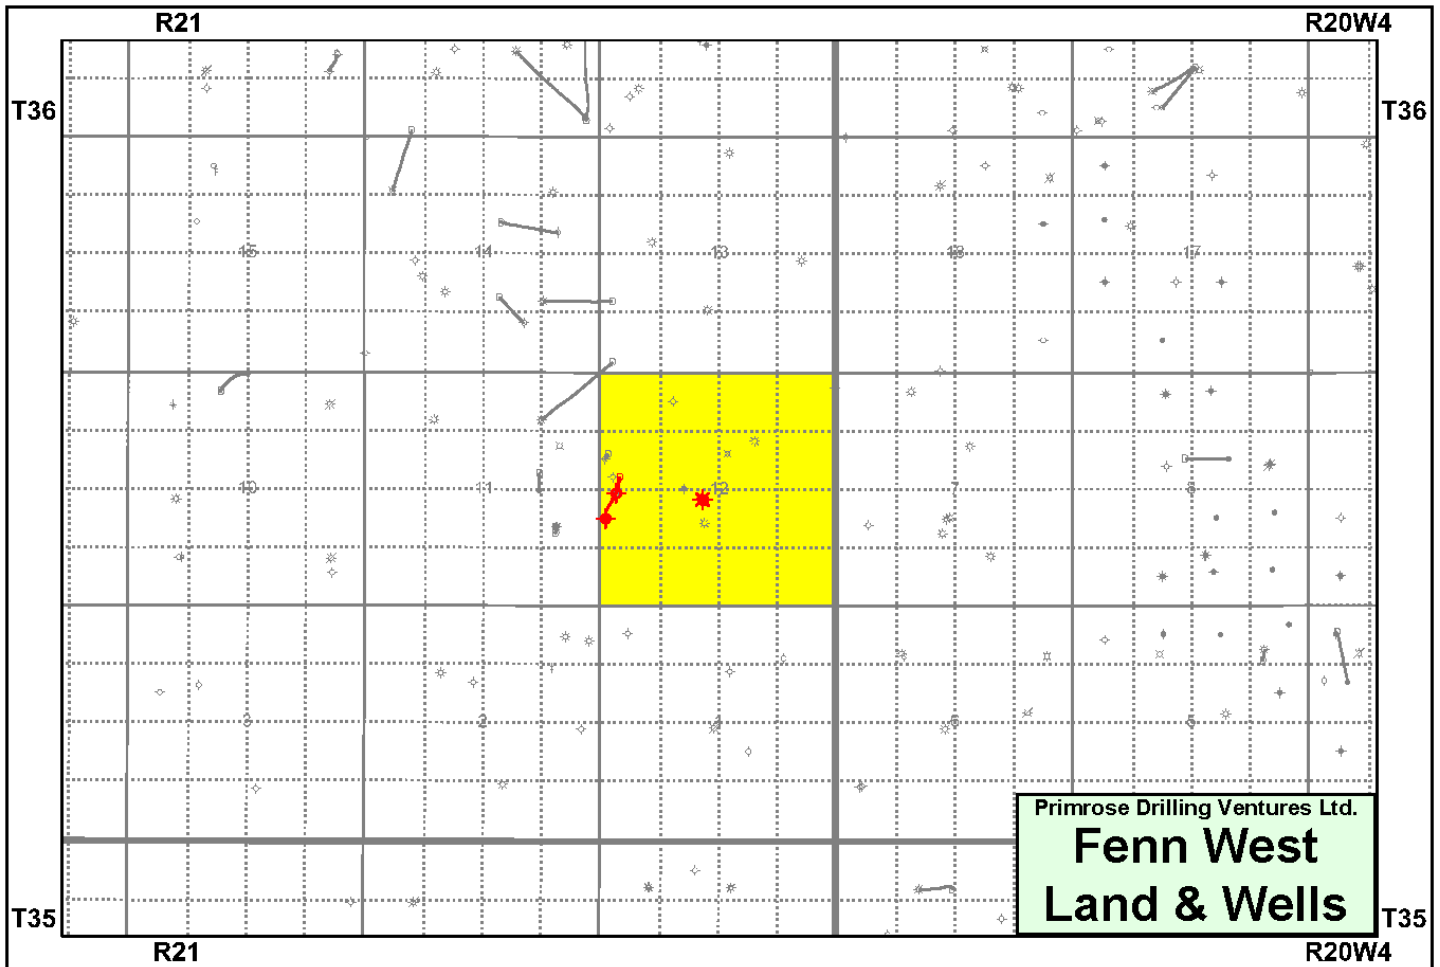 R21 R20W4
T36 T36
15 14 13 18 17
10 11 12 7 8
3 2 1 6 5
Primrose Drilling Ventures Ltd.
Fenn West
Land & Wells
T35 T35
R21 R20W4